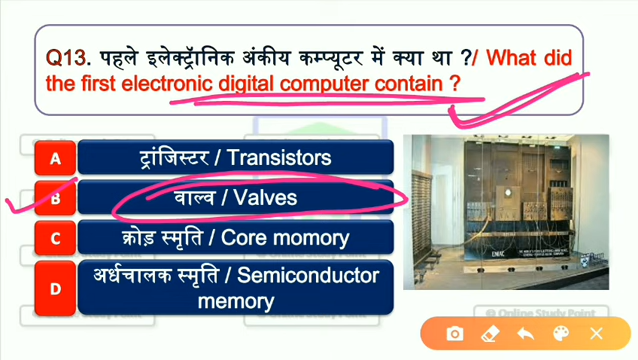 Q13. पहले इलेक्ट्रॉनिक अंकीय कम्प्यूटर में क्या था ?/ What did
the first electronic digital computer contain ?
A ट्रांजिस्टर / Transistors
B वाल्व / Valves
C क्रोड़ स्मृति / Core momory
D अर्धचालक स्मृति / Semiconductor
memory
ENIAC
© Online Study Point